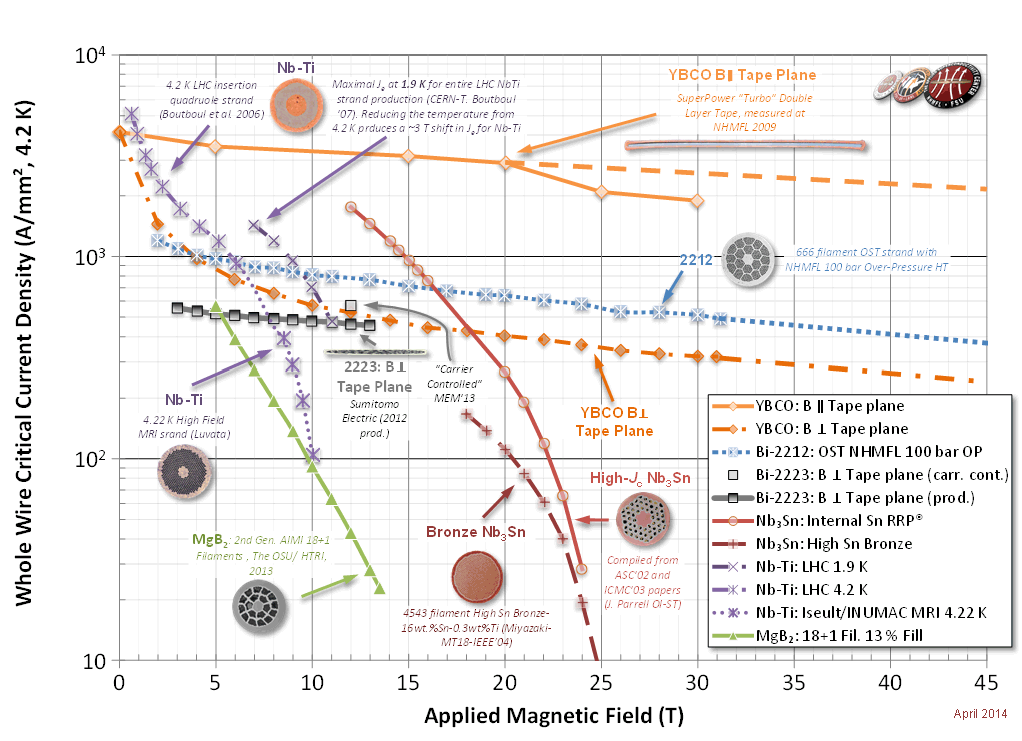 Whole Wire Critical Current Density (A/mm², 4.2 K)
10⁴
10³
10²
10
0
5
10
15
20
25
30
35
40
45
Applied Magnetic Field (T)
April 2014
4.2 K LHC insertion
quadruole strand
(Boutboul et al. 2006)
Nb-Ti
Maximal Jc at 1.9 K for entire LHC NbTi
strand production (CERN-T. Boutboul
'07). Reducing the temperature from
4.2 K prduces a ~3 T shift in Jc for Nb-Ti
YBCO B∥ Tape Plane
SuperPower "Turbo" Double
Layer Tape, measured at
NHMFL 2009
2212
666 filament OST strand with
NHMFL 100 bar Over-Pressure HT
2223: B⊥
Tape Plane
Sumitomo
Electric (2012
prod.)
"Carrier
Controlled"
MEM'13
YBCO B⊥
Tape Plane
Nb-Ti
4.22 K High Field
MRI srand (Luvata)
MgB₂: 2nd Gen. AIMI 18+1
Filaments , The OSU/ HTRI,
2013
Bronze Nb₃Sn
4543 filament High Sn Bronze-
16wt.%Sn-0.3wt%Ti (Miyazaki-
MT18-IEEE'04)
High-Jc Nb₃Sn
Compiled from
ASC'02 and
ICMC'03 papers
(J. Parrell OI-ST)
YBCO: B ∥ Tape plane
YBCO: B ⊥ Tape plane
Bi-2212: OST NHMFL 100 bar OP
Bi-2223: B ⊥ Tape plane (carr. cont.)
Bi-2223: B ⊥ Tape plane (prod.)
Nb₃Sn: Internal Sn RRP®
Nb₃Sn: High Sn Bronze
Nb-Ti: LHC 1.9 K
Nb-Ti: LHC 4.2 K
Nb-Ti: Iseult/INUMAC MRI 4.22 K
MgB₂: 18+1 Fil. 13 % Fill